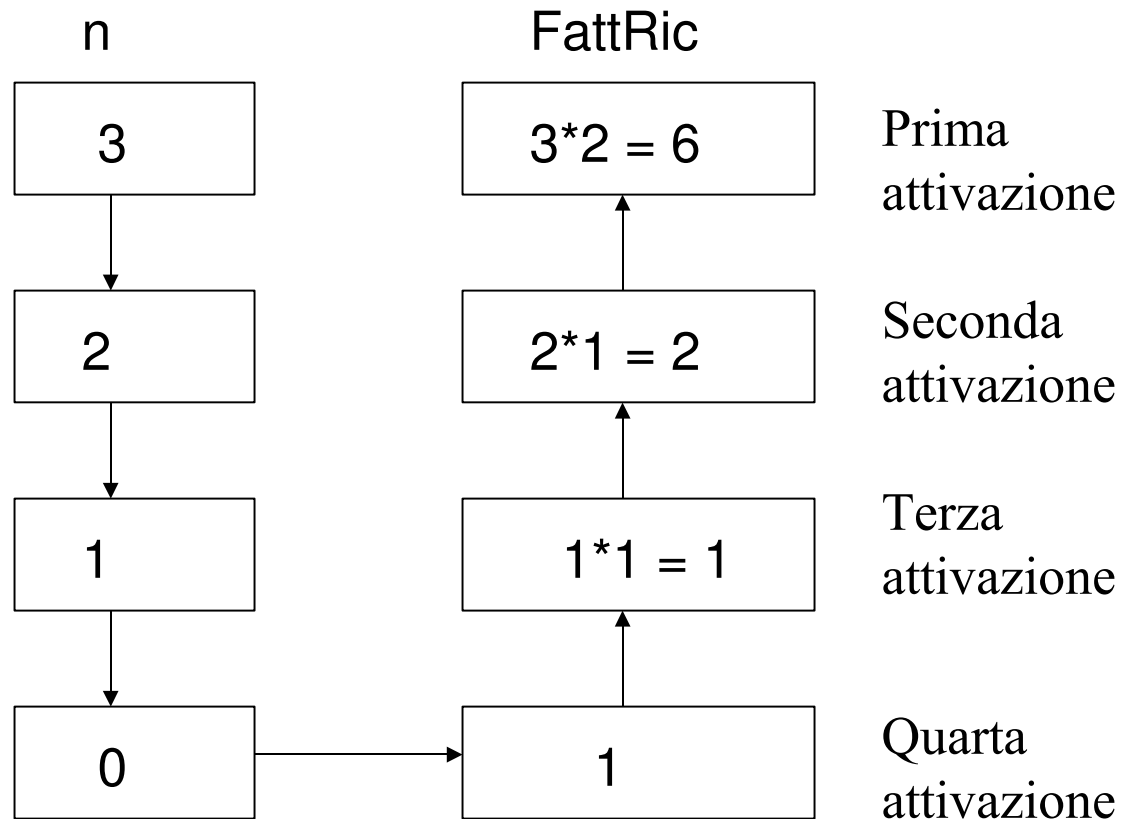 n FattRic
3 3*2 = 6 Prima
attivazione
2 2*1 = 2 Seconda
attivazione
1 1*1 = 1 Terza
attivazione
0 1 Quarta
attivazione